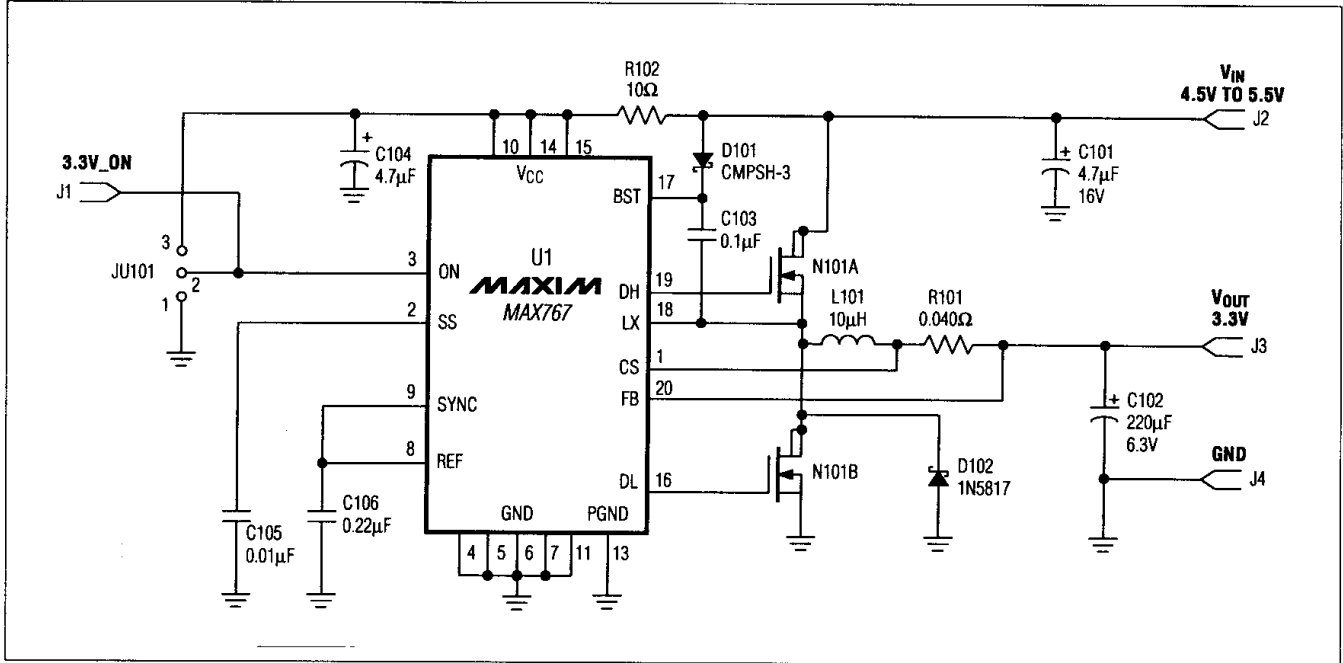 R102
10Ω
VIN
4.5V TO 5.5V
J2
+
C104
4.7µF
10
14
15
VCC
D101
CMPSH-3
+
C101
4.7µF
16V
3.3V_ON
J1
17
BST
C103
0.1µF
3
JU101
2
1
3
ON
U1
MAXIM
MAX767
DH
19
N101A
2
SS
LX
18
L101
10µH
R101
0.040Ω
VOUT
3.3V
J3
CS
1
FB
20
9
SYNC
+
C102
220µF
6.3V
8
REF
DL
16
N101B
D102
1N5817
GND
J4
C105
0.01µF
C106
0.22µF
GND
PGND
4
5
6
7
11
13